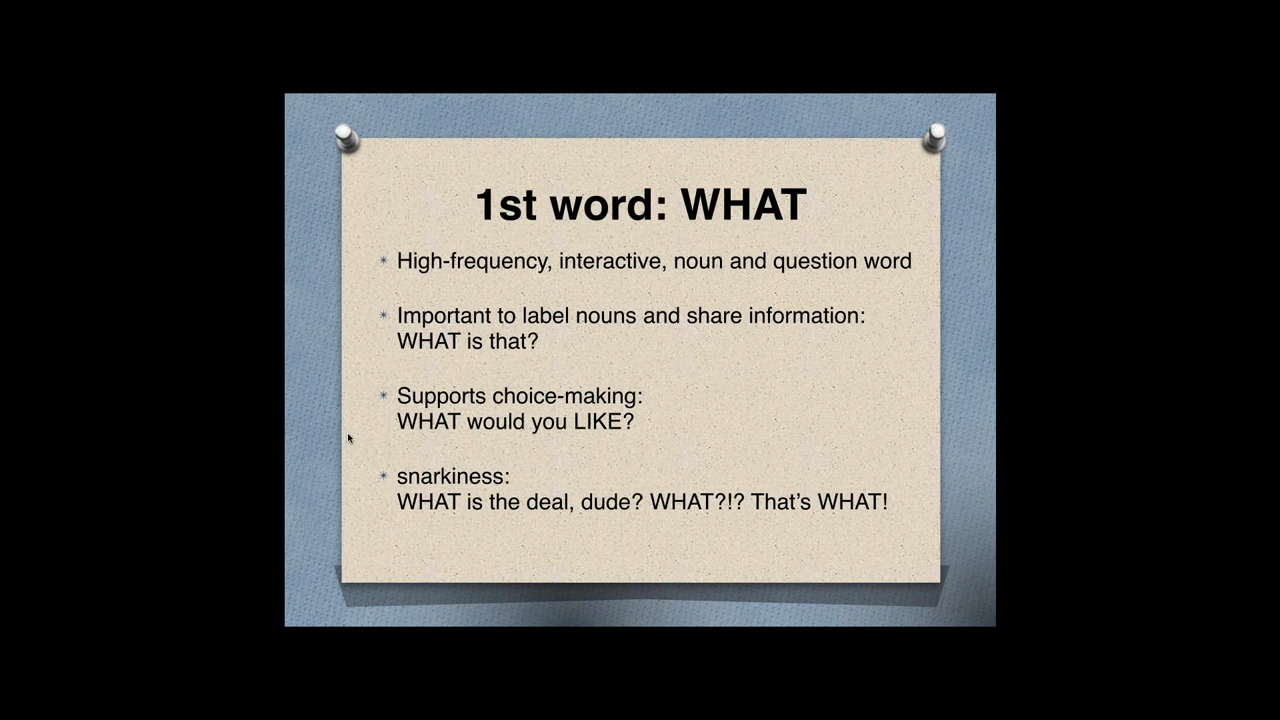 1st word: WHAT
High-frequency, interactive, noun and question word
Important to label nouns and share information:
WHAT is that?
Supports choice-making:
WHAT would you LIKE?
snarkiness:
WHAT is the deal, dude? WHAT?!? That’s WHAT!